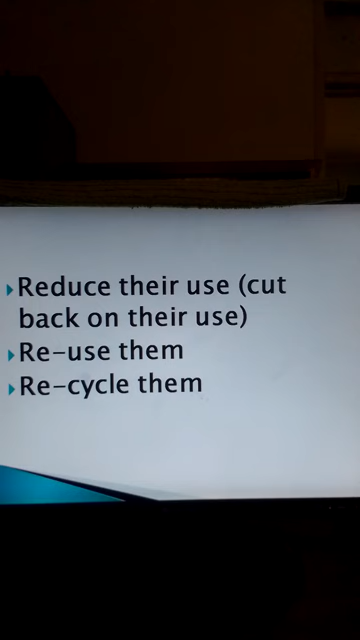 Reduce their use (cut
back on their use)
Re-use them
Re-cycle them